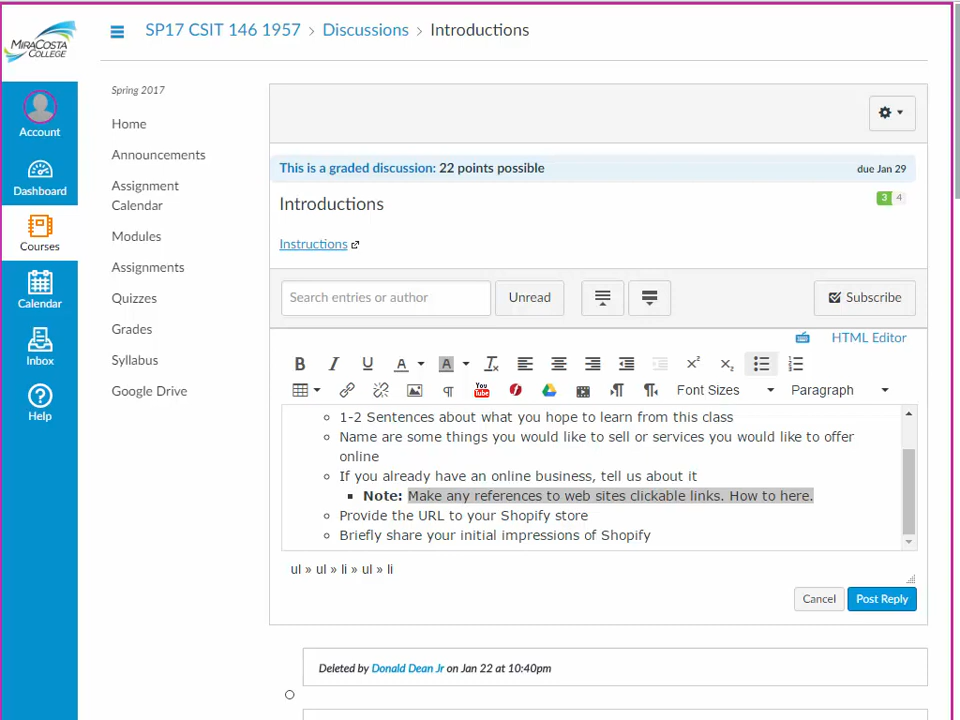 MIRACOSTA
COLLEGE
SP17 CSIT 146 1957 › Discussions › Introductions
Account
Dashboard
Courses
Calendar
Inbox
Help
Spring 2017
Home
Announcements
Assignment
Calendar
Modules
Assignments
Quizzes
Grades
Syllabus
Google Drive
This is a graded discussion: 22 points possible
due Jan 29
Introductions
3 4
Instructions
Search entries or author
Unread
Subscribe
HTML Editor
B I U A A Tx x² x₂
You Tube
Font Sizes
Paragraph
1-2 Sentences about what you hope to learn from this class
Name are some things you would like to sell or services you would like to offer
online
If you already have an online business, tell us about it
Note: Make any references to web sites clickable links. How to here.
Provide the URL to your Shopify store
Briefly share your initial impressions of Shopify
ul » ul » li » ul » li
Cancel
Post Reply
Deleted by Donald Dean Jr on Jan 22 at 10:40pm